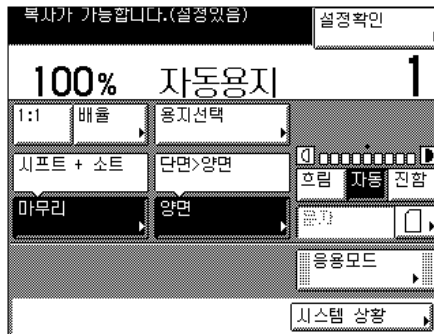 복사가 가능합니다.(설정있음)
설정확인
100% 자동용지 1
1:1 배율 용지선택
시프트 + 소트 단면>양면
흐림 자동 진함
마무리 양면 문자
응용모드
시스템 상황